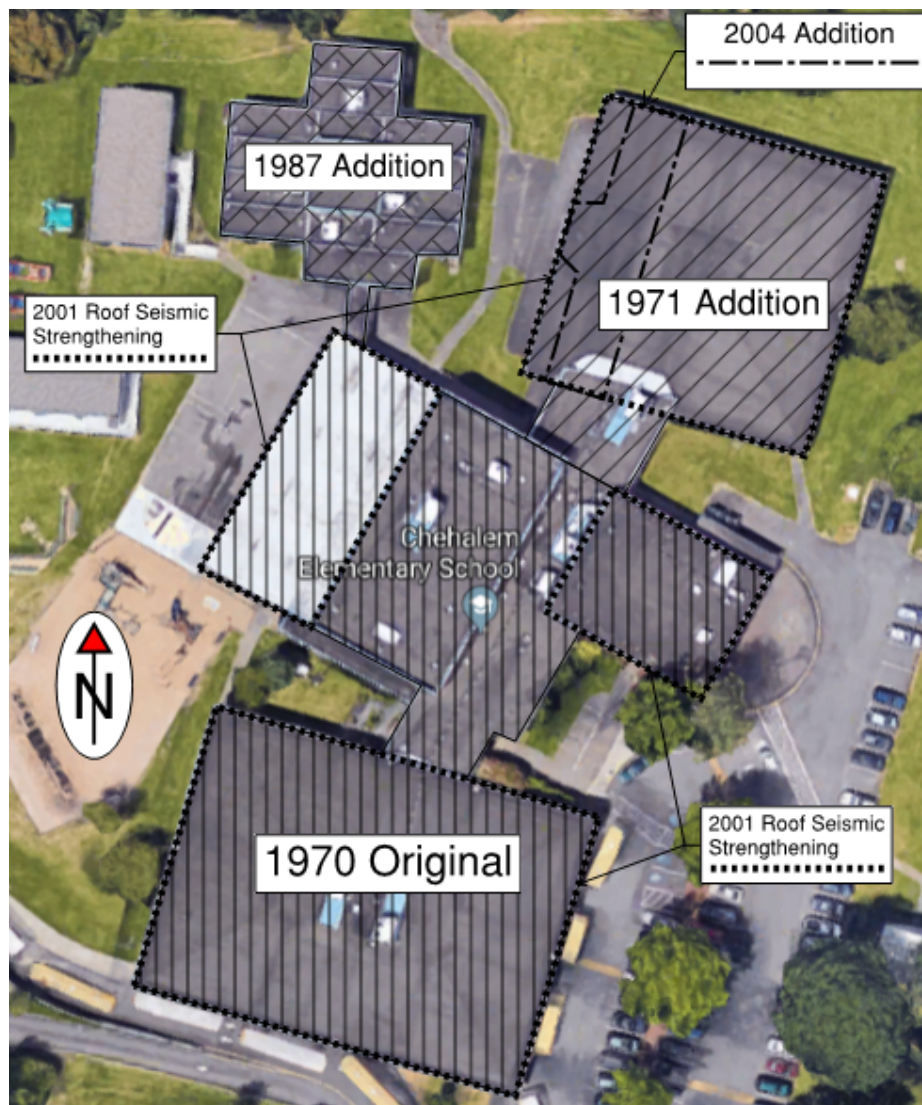 2004 Addition
1987 Addition
1971 Addition
2001 Roof Seismic
Strengthening
Chehalem
Elementary School
N
1970 Original
2001 Roof Seismic
Strengthening